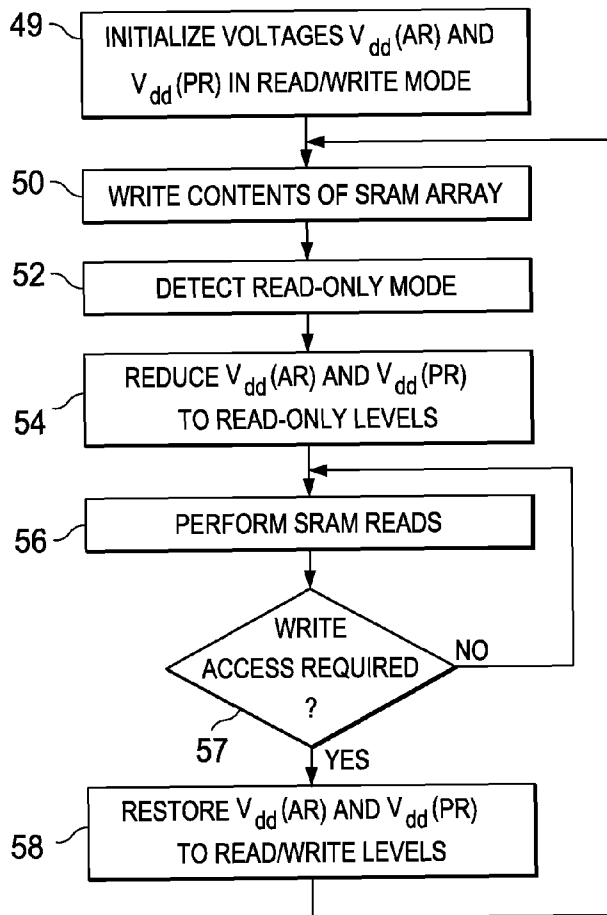 49
INITIALIZE VOLTAGES Vdd(AR) AND
Vdd(PR) IN READ/WRITE MODE
50
WRITE CONTENTS OF SRAM ARRAY
52
DETECT READ-ONLY MODE
54
REDUCE Vdd(AR) AND Vdd(PR)
TO READ-ONLY LEVELS
56
PERFORM SRAM READS
WRITE
ACCESS REQUIRED
?
NO
57
YES
58
RESTORE Vdd(AR) AND Vdd(PR)
TO READ/WRITE LEVELS